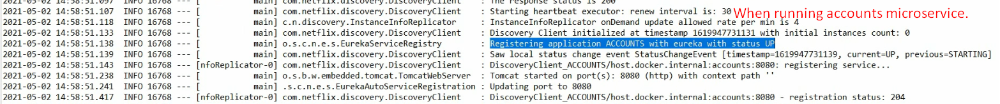 2021-05-02 14:58:51.097  INFO 16768 --- [           main] com.netflix.discovery.DiscoveryClient    : The response status is 200
2021-05-02 14:58:51.107  INFO 16768 --- [           main] com.netflix.discovery.DiscoveryClient    : Starting heartbeat executor: renew interval is: 30 When running accounts microservice.
2021-05-02 14:58:51.118  INFO 16768 --- [           main] c.n.discovery.InstanceInfoReplicator     : InstanceInfoReplicator onDemand update allowed rate per min is 4
2021-05-02 14:58:51.133  INFO 16768 --- [           main] com.netflix.discovery.DiscoveryClient    : Discovery Client initialized at timestamp 1619947731131 with initial instances count: 0
2021-05-02 14:58:51.138  INFO 16768 --- [           main] o.s.c.n.e.s.EurekaServiceRegistry        : Registering application ACCOUNTS with eureka with status UP
2021-05-02 14:58:51.139  INFO 16768 --- [           main] com.netflix.discovery.DiscoveryClient    : Saw local status change event StatusChangeEvent [timestamp=1619947731139, current=UP, previous=STARTING]
2021-05-02 14:58:51.143  INFO 16768 --- [nfoReplicator-0] com.netflix.discovery.DiscoveryClient    : DiscoveryClient_ACCOUNTS/host.docker.internal:accounts:8080: registering service...
2021-05-02 14:58:51.238  INFO 16768 --- [           main] o.s.b.w.embedded.tomcat.TomcatWebServer  : Tomcat started on port(s): 8080 (http) with context path ''
2021-05-02 14:58:51.241  INFO 16768 --- [           main] .s.c.n.e.s.EurekaAutoServiceRegistration : Updating port to 8080
2021-05-02 14:58:51.417  INFO 16768 --- [nfoReplicator-0] com.netflix.discovery.DiscoveryClient    : DiscoveryClient_ACCOUNTS/host.docker.internal:accounts:8080 - registration status: 204